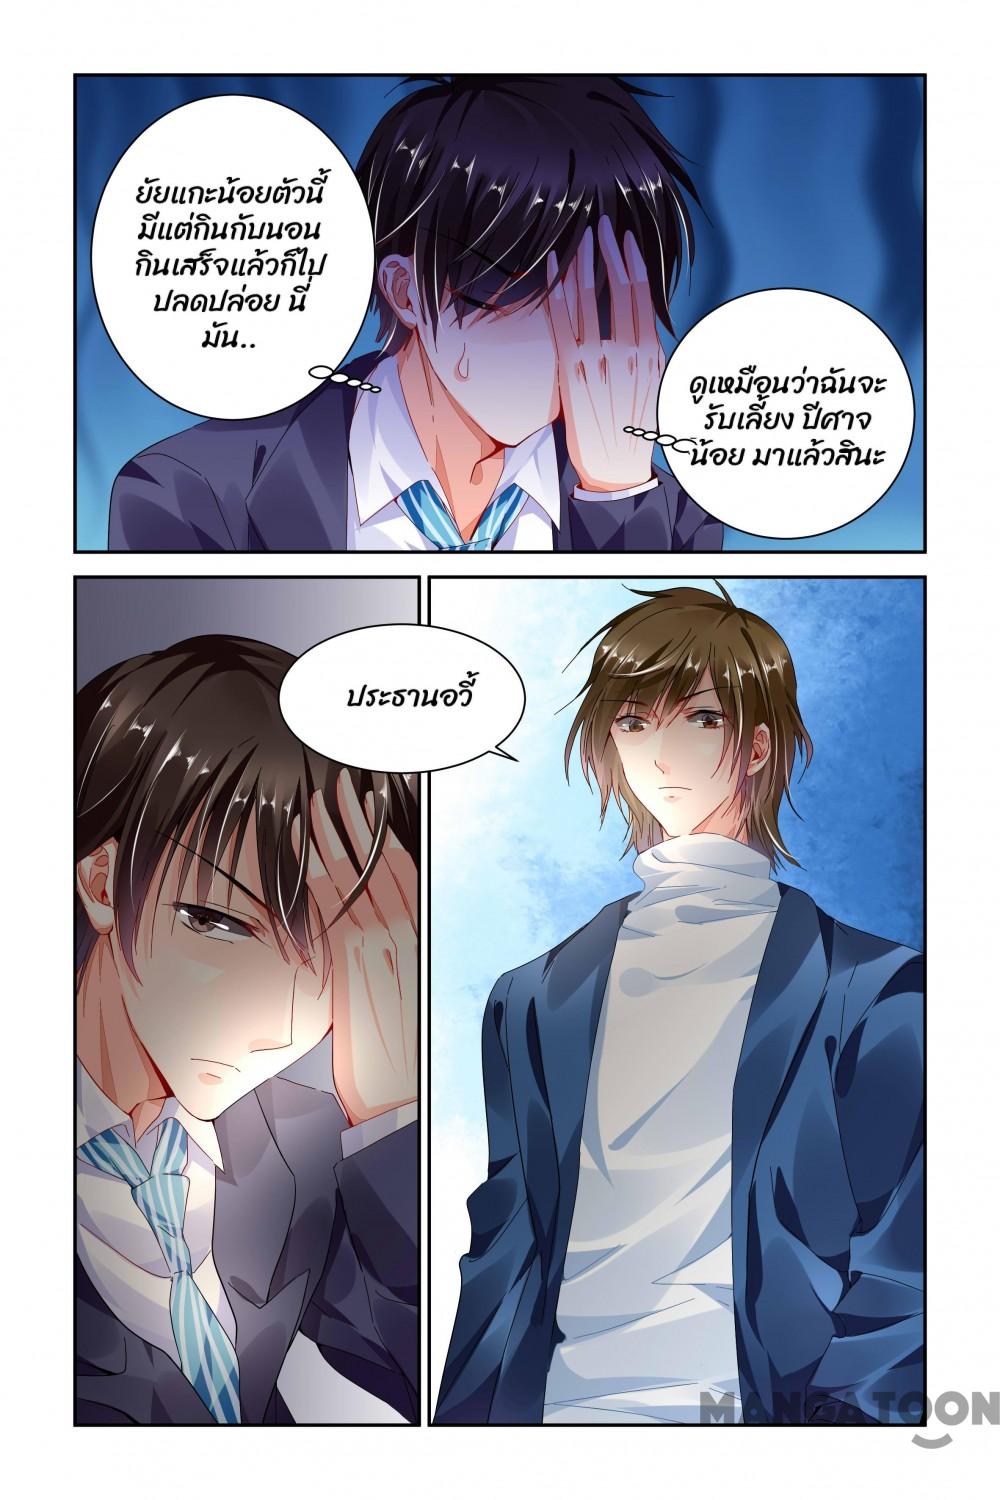 ยัยแกะน้อยตัวนี้
มีแต่กินกับนอน
กินเสร็จแล้วก็ไป
ปลดปล่อย นี่
มัน..
ดูเหมือนว่าฉันจะ
รับเลี้ยง ปีศาจ
น้อย มาแล้วสินะ
ประธานอวี้
MANGATOON